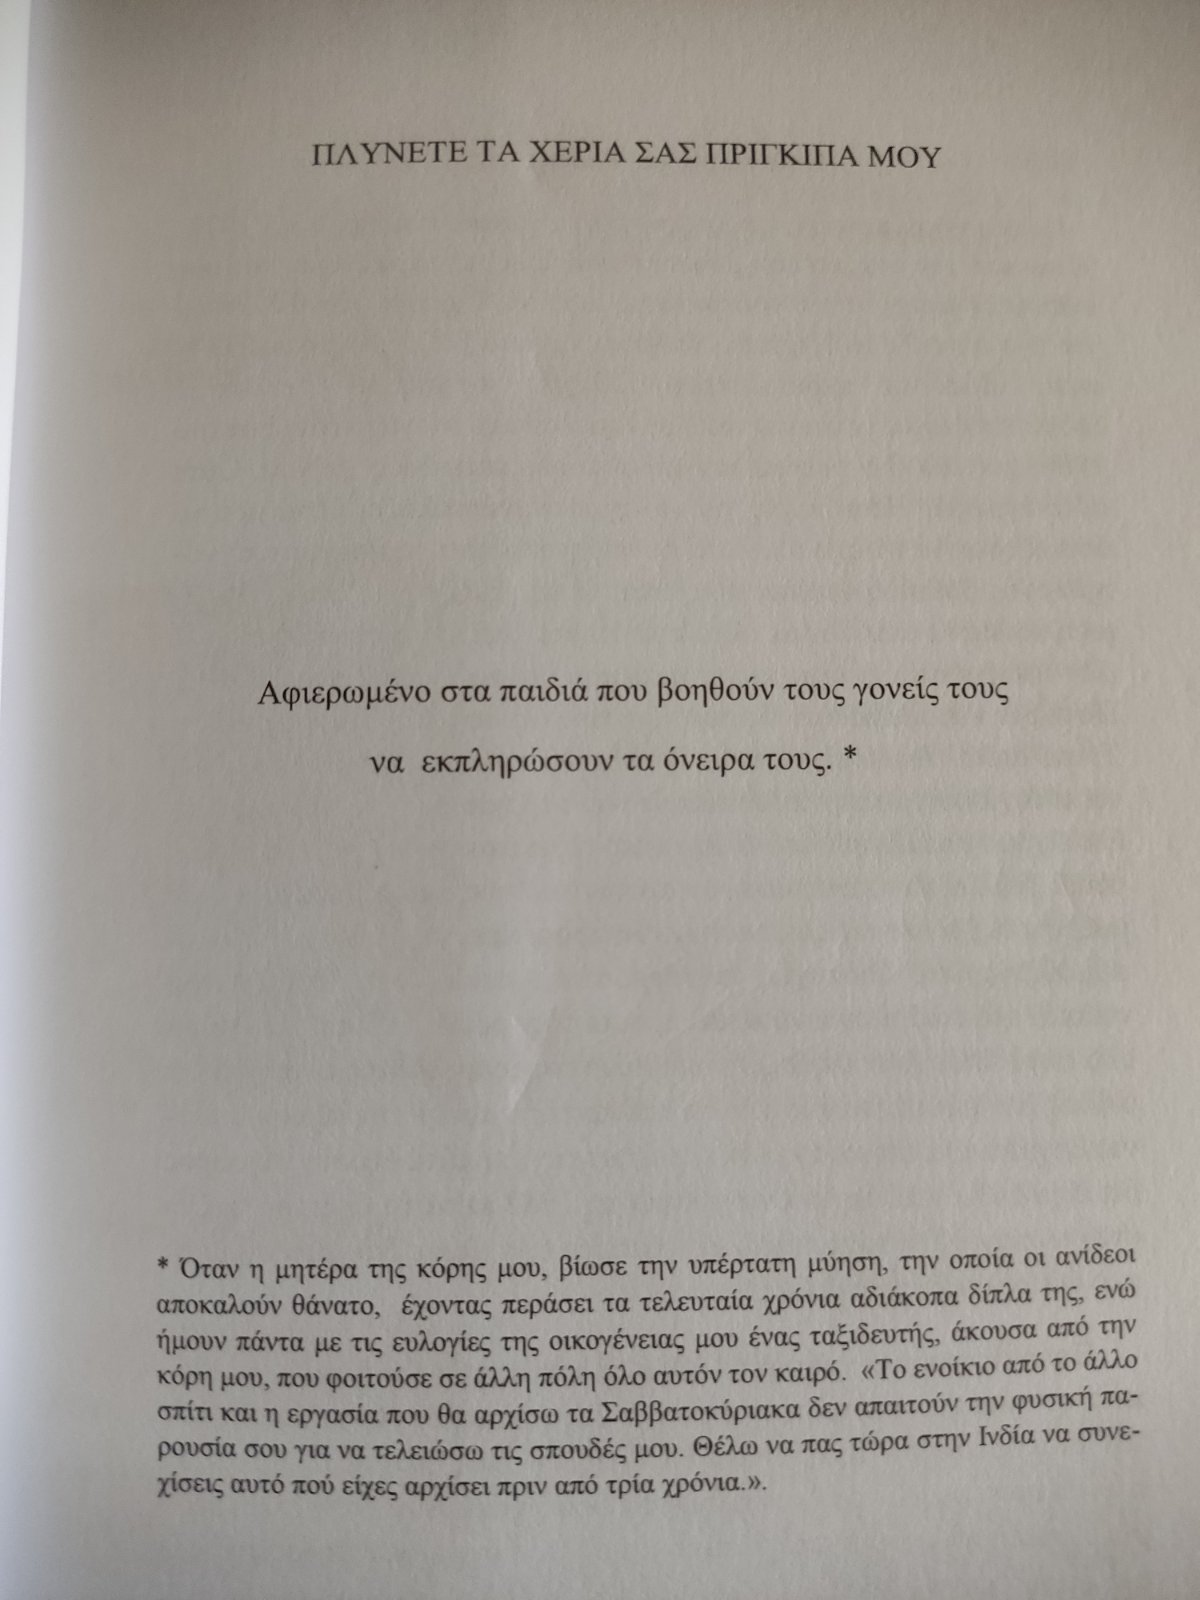 ΠΛΥΝΕΤΕ ΤΑ ΧΕΡΙΑ ΣΑΣ ΠΡΙΓΚΙΠΑ ΜΟΥ
Αφιερωμένο στα παιδιά που βοηθούν τους γονείς τους
να  εκπληρώσουν τα όνειρα τους. *
* Όταν η μητέρα της κόρης μου, βίωσε την υπέρτατη μύηση, την οποία οι ανίδεοι
αποκαλούν θάνατο,  έχοντας περάσει τα τελευταία χρόνια αδιάκοπα δίπλα της, ενώ
ήμουν πάντα με τις ευλογίες της οικογένειας μου ένας ταξιδευτής, άκουσα από την
κόρη μου, που φοιτούσε σε άλλη πόλη όλο αυτόν τον καιρό.  «Το ενοίκιο από το άλλο
σπίτι και η εργασία που θα αρχίσω τα Σαββατοκύριακα δεν απαιτούν την φυσική πα-
ρουσία σου για να τελειώσω τις σπουδές μου. Θέλω να πας τώρα στην Ινδία να συνε-
χίσεις αυτό πού είχες αρχίσει πριν από τρία χρόνια.».